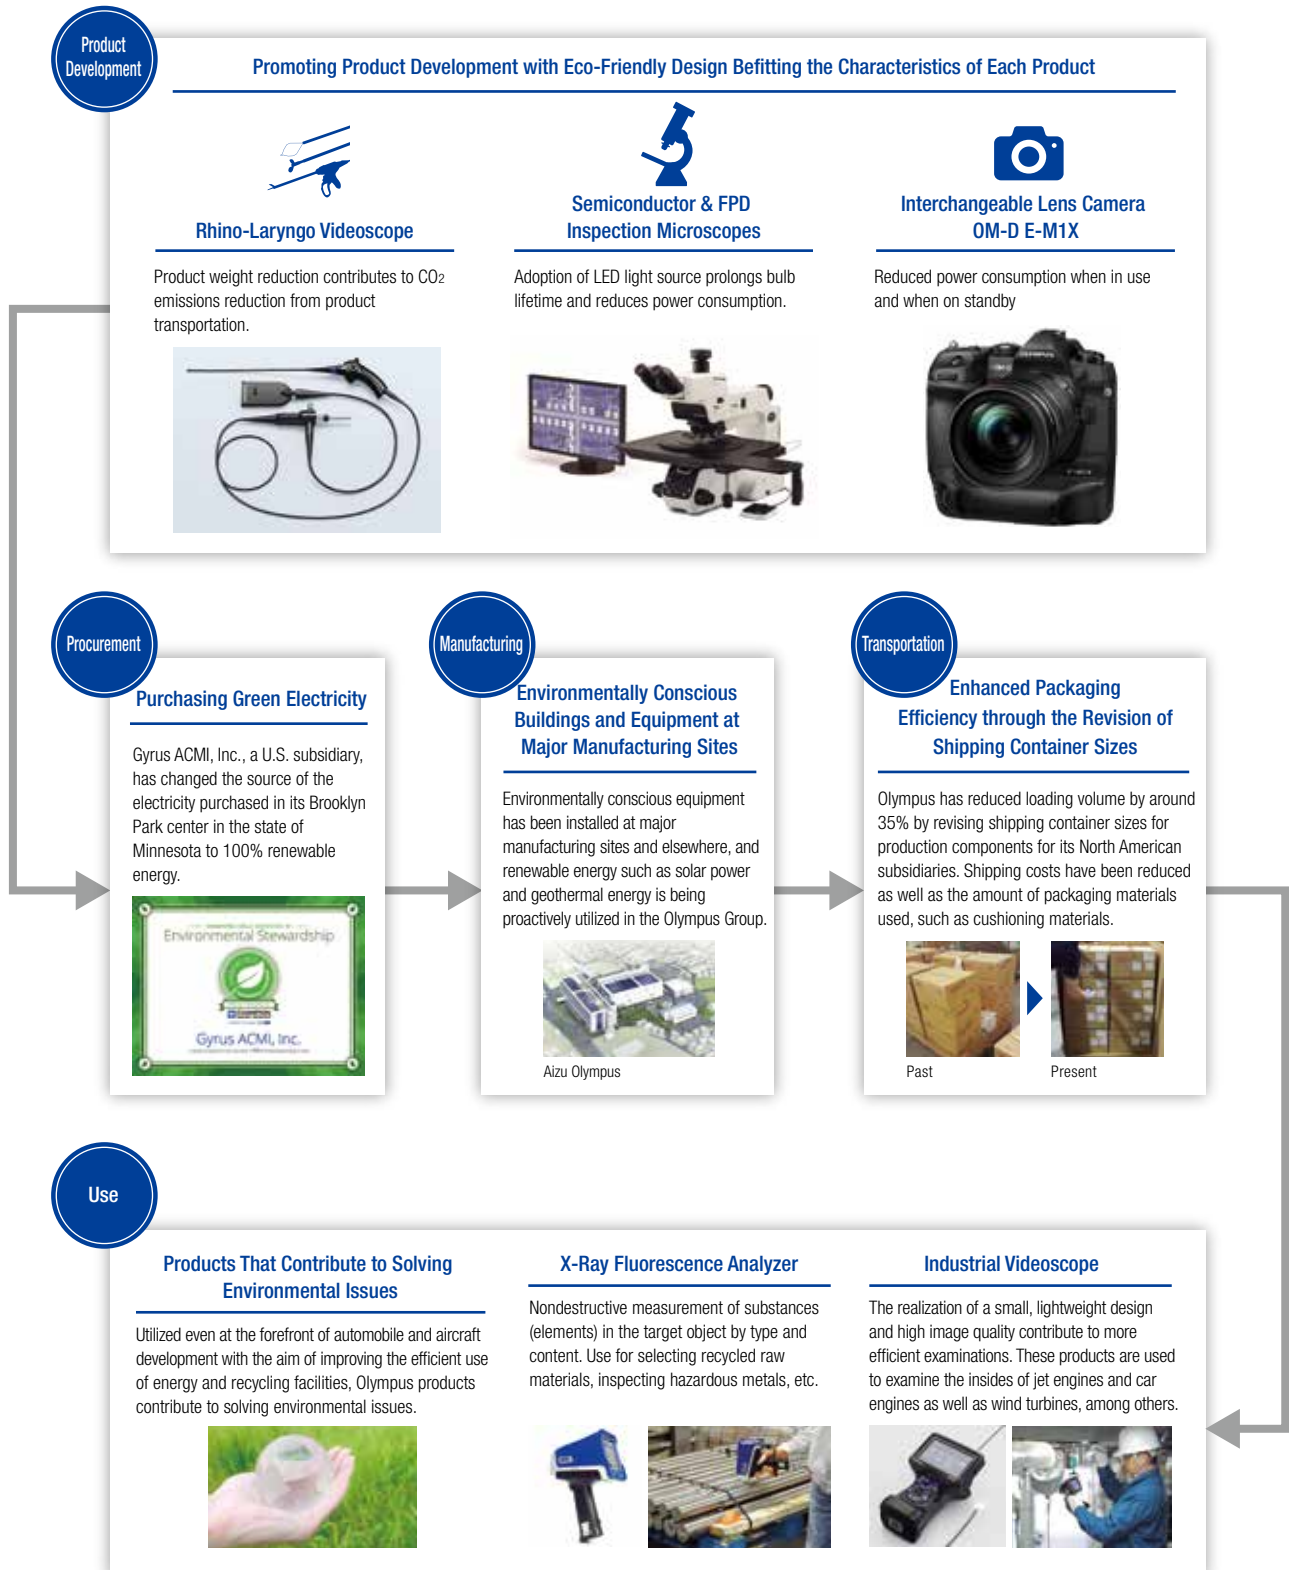 Product
Development
Promoting Product Development with Eco-Friendly Design Befitting the Characteristics of Each Product
Rhino-Laryngo Videoscope
Product weight reduction contributes to CO2
emissions reduction from product
transportation.
Semiconductor & FPD
Inspection Microscopes
Adoption of LED light source prolongs bulb
lifetime and reduces power consumption.
Interchangeable Lens Camera
OM-D E-M1X
Reduced power consumption when in use
and when on standby
OLYMPUS
Procurement
Purchasing Green Electricity
Gyrus ACMI, Inc., a U.S. subsidiary,
has changed the source of the
electricity purchased in its Brooklyn
Park center in the state of
Minnesota to 100% renewable
energy.
Environmental Stewardship
Gyrus ACMI, Inc.
Manufacturing
Environmentally Conscious
Buildings and Equipment at
Major Manufacturing Sites
Environmentally conscious equipment
has been installed at major
manufacturing sites and elsewhere, and
renewable energy such as solar power
and geothermal energy is being
proactively utilized in the Olympus Group.
Aizu Olympus
Transportation
Enhanced Packaging
Efficiency through the Revision of
Shipping Container Sizes
Olympus has reduced loading volume by around
35% by revising shipping container sizes for
production components for its North American
subsidiaries. Shipping costs have been reduced
as well as the amount of packaging materials
used, such as cushioning materials.
Past
Present
Use
Products That Contribute to Solving
Environmental Issues
Utilized even at the forefront of automobile and aircraft
development with the aim of improving the efficient use
of energy and recycling facilities, Olympus products
contribute to solving environmental issues.
X-Ray Fluorescence Analyzer
Nondestructive measurement of substances
(elements) in the target object by type and
content. Use for selecting recycled raw
materials, inspecting hazardous metals, etc.
Industrial Videoscope
The realization of a small, lightweight design
and high image quality contribute to more
efficient examinations. These products are used
to examine the insides of jet engines and car
engines as well as wind turbines, among others.